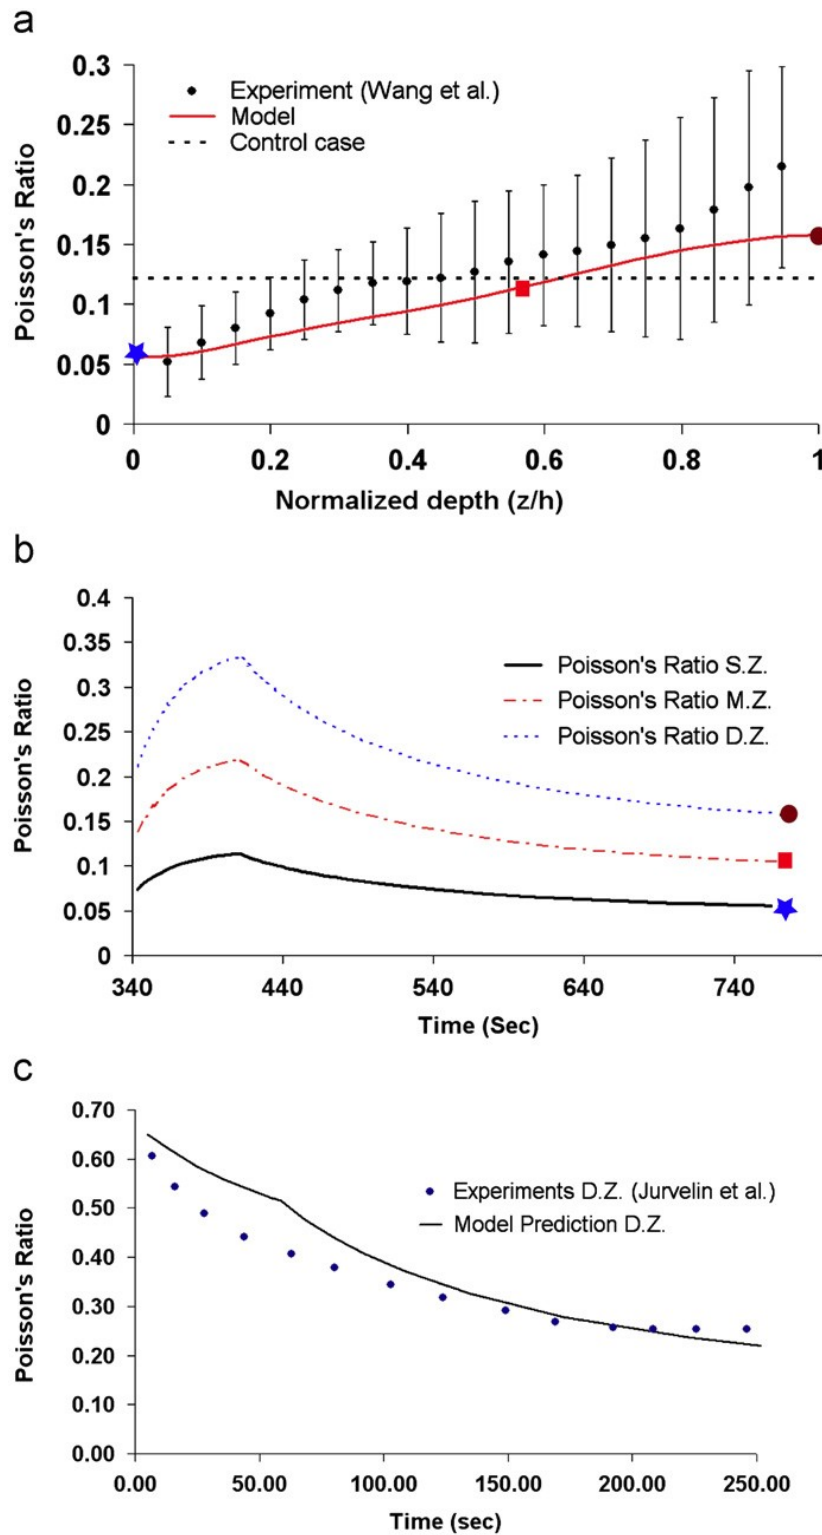 a
0.3
0.25
0.2
0.15
0.1
0.05
0
Poisson's Ratio
Experiment (Wang et al.)
Model
Control case
0 0.2 0.4 0.6 0.8 1
Normalized depth (z/h)
b
0.4
0.35
0.3
0.25
0.2
0.15
0.1
0.05
0
Poisson's Ratio
Poisson's Ratio S.Z.
Poisson's Ratio M.Z.
Poisson's Ratio D.Z.
340 440 540 640 740
Time (Sec)
c
0.70
0.60
0.50
0.40
0.30
0.20
0.10
0.00
Poisson's Ratio
Experiments D.Z. (Jurvelin et al.)
Model Prediction D.Z.
0.00 50.00 100.00 150.00 200.00 250.00
Time (sec)